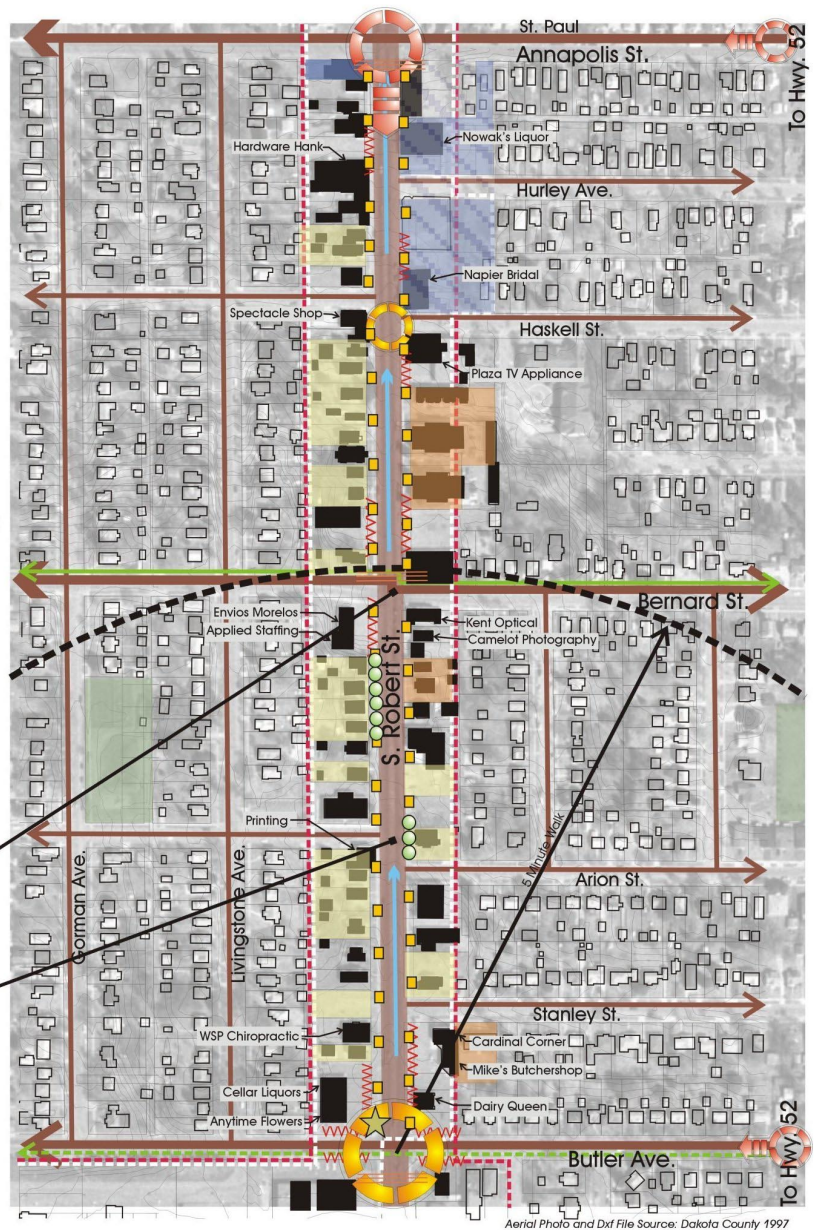 St. Paul
Annapolis St.
To Hwy. 52
Nowak's Liquor
Hardware Hank
Hurley Ave.
Napier Bridal
Spectacle Shop
Haskell St.
Plaza TV Appliance
Bernard St.
Envios Morelos
Applied Staffing
Kent Optical
Camelot Photography
S. Robert St.
Printing
5 Minute Walk
Arion St.
Gorman Ave.
Livingstone Ave.
Stanley St.
WSP Chiropractic
Cardinal Corner
Mike's Butchershop
Cellar Liquors
Dairy Queen
Anytime Flowers
Butler Ave.
To Hwy. 52
Aerial Photo and Dxf File Source: Dakota County 1997